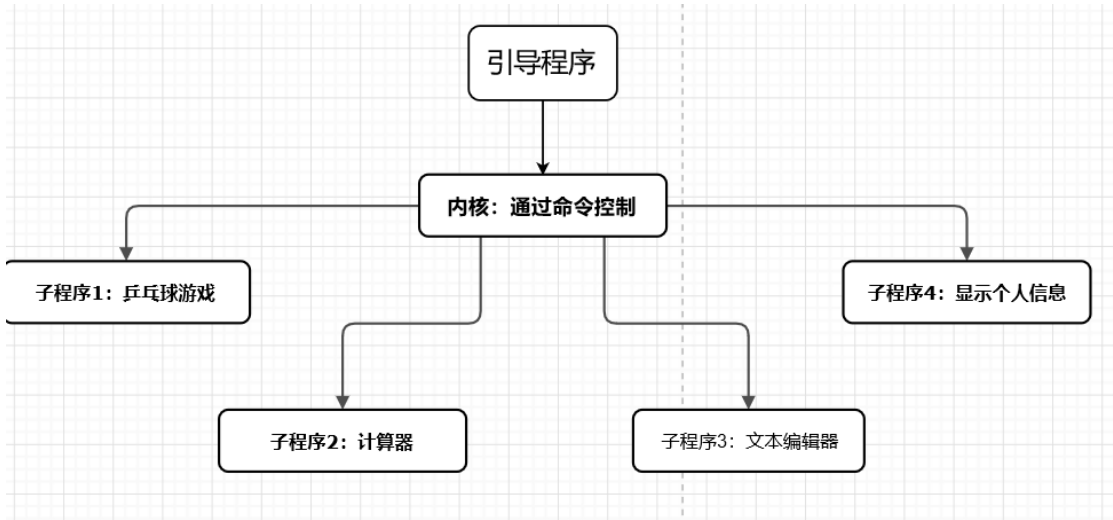 引导程序
内核：通过命令控制
子程序1：乒乓球游戏
子程序4：显示个人信息
子程序2：计算器
子程序3：文本编辑器